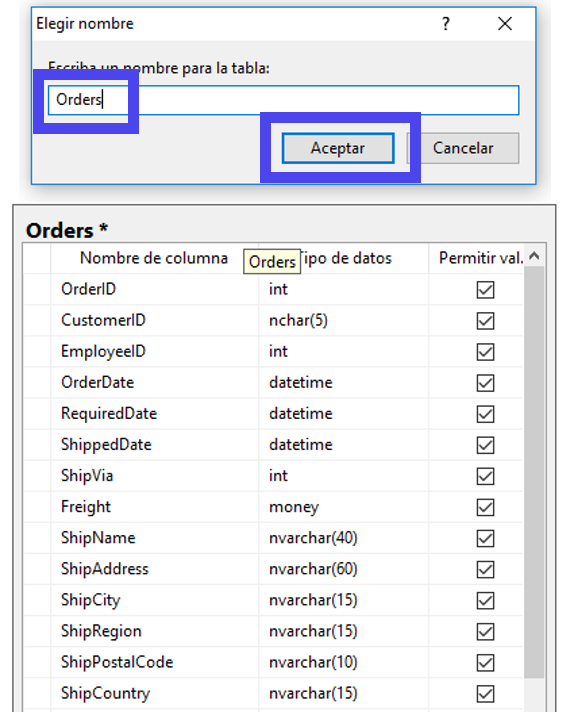 Elegir nombre ?
Escriba un nombre para la tabla:
Orders
Aceptar Cancelar
Orders *
Nombre de columna Orders Tipo de datos Permitir val.
OrderID int
CustomerID nchar(5)
EmployeeID int
OrderDate datetime
RequiredDate datetime
ShippedDate datetime
ShipVia int
Freight money
ShipName nvarchar(40)
ShipAddress nvarchar(60)
ShipCity nvarchar(15)
ShipRegion nvarchar(15)
ShipPostalCode nvarchar(10)
ShipCountry nvarchar(15)